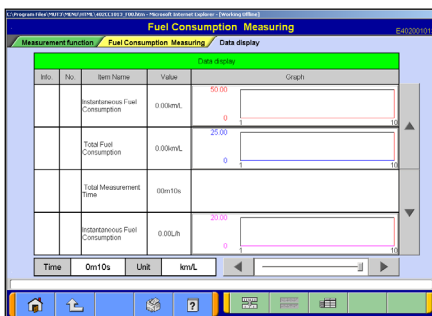 C:\Program Files\MUT3\MENU\HTML\40\CC1013_F00.htm - Microsoft Internet Explorer - [Working Offline]
Fuel Consumption Measuring
E40200101
Measurement function Fuel Consumption Measuring Data display
Data display
Info. No. Item Name Value Graph
Instantaneous Fuel
Consumption
0.00km/L
50.00
0
1 10
Total Fuel
Consumption
0.00km/L
25.00
0
1 10
Total Measurement
Time
00m10s
Instantaneous Fuel
Consumption
0.00L/h
20.00
0
1 10
Time 0m10s Unit km/L
?